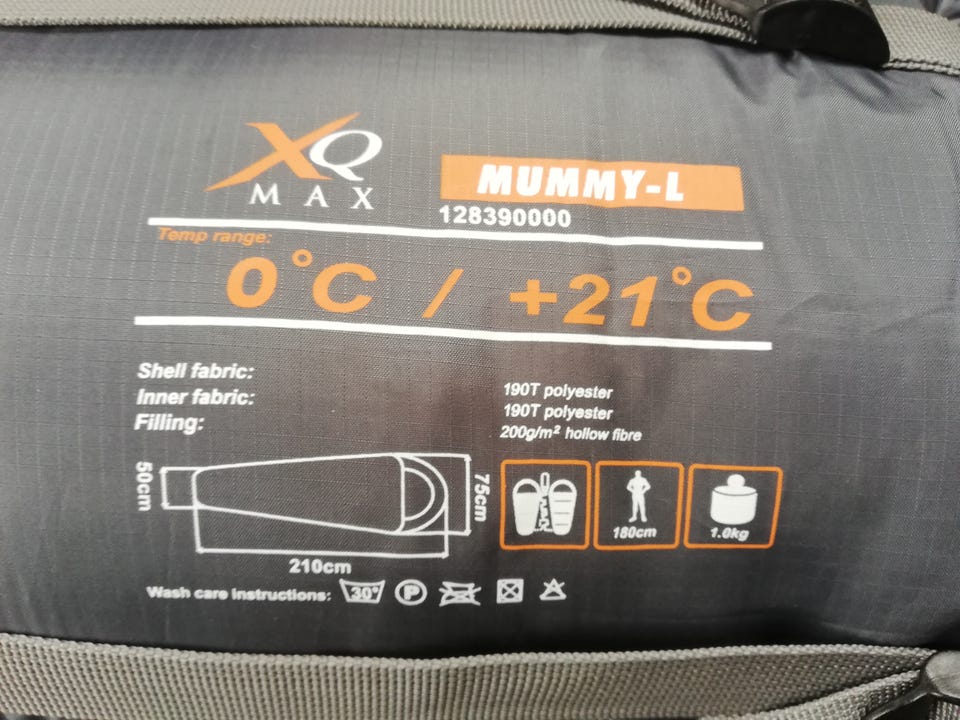 XQ
MAX
MUMMY-L
128390000
Temp range:
0°C / +21°C
Shell fabric: 190T polyester
Inner fabric: 190T polyester
Filling: 200g/m² hollow fibre
50cm
75cm
210cm
180cm
1.0kg
Wash care instructions: 30° P